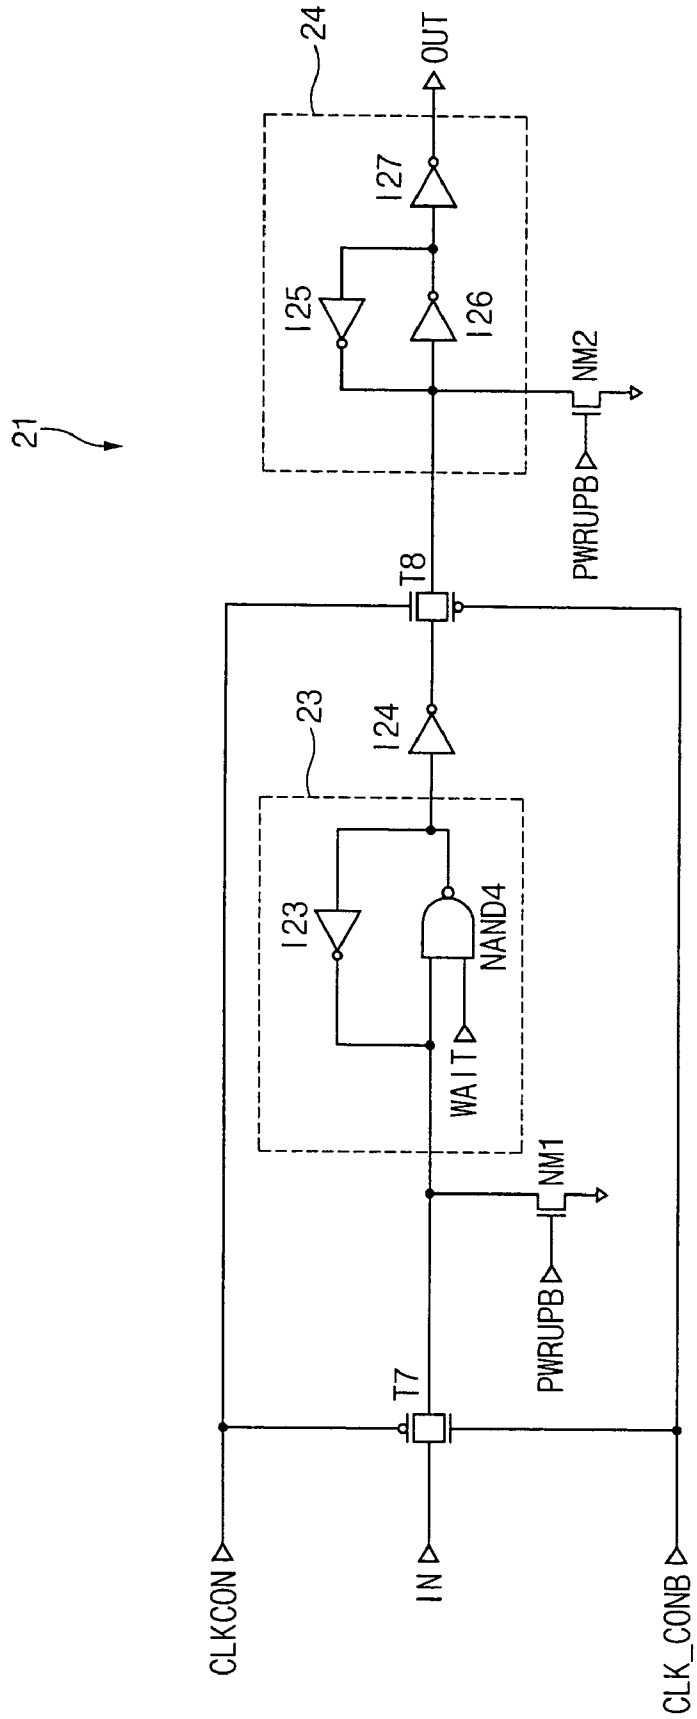 21
24
OUT
I25
I27
I26
NM2
PWRUPB
T8
23
I24
I23
NAND4
WAIT
NM1
PWRUPB
T7
CLKCON
IN
CLK_CONB